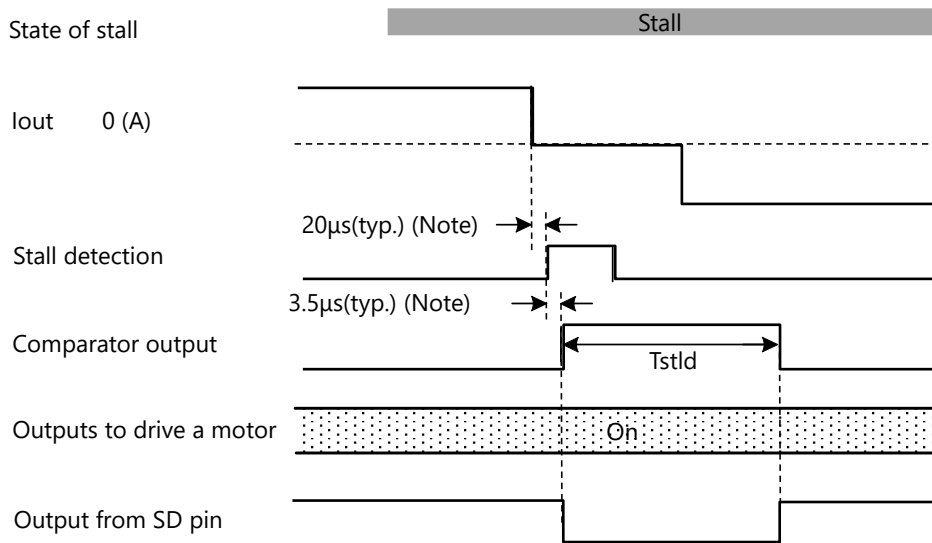 State of stall
Stall
Iout 0 (A)
20μs(typ.) (Note)
Stall detection
3.5μs(typ.) (Note)
Comparator output
Tstld
Outputs to drive a motor
On
Output from SD pin